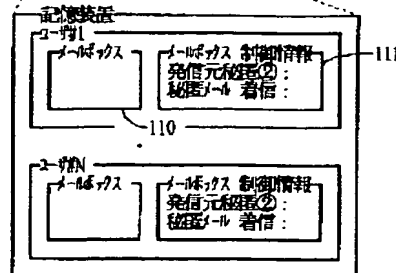 記憶装置
ユーザ1
メールボックス
メールボックス 制御情報
発信元秘匿②:
秘匿メール 着信:
111
110
ユーザN
メールボックス
メールボックス 制御情報
発信元秘匿②:
秘匿メール 着信: